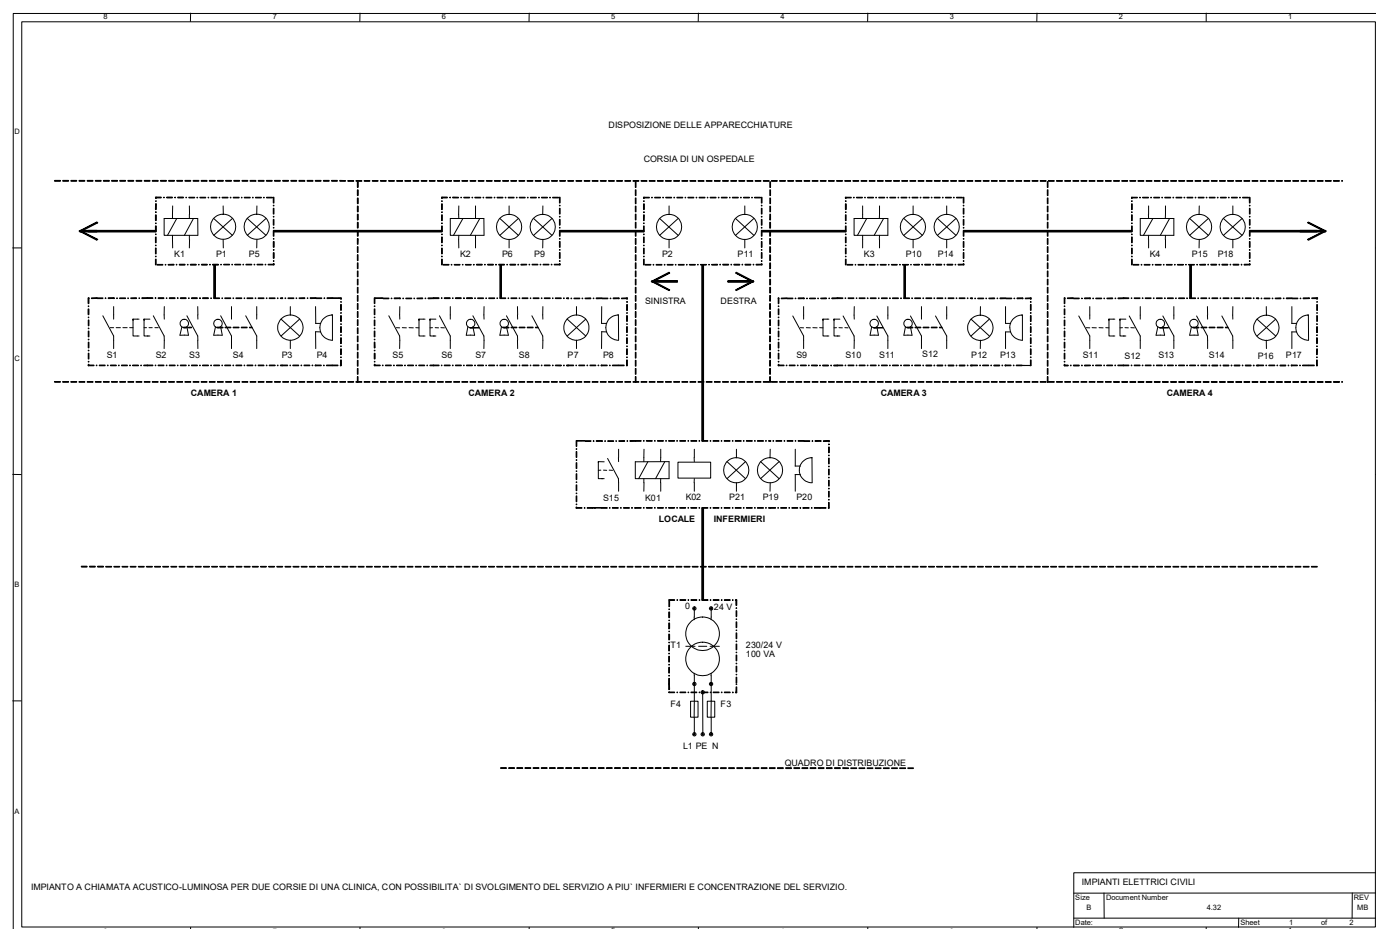 8 7 6 5 4 3 2 1
D
DISPOSIZIONE DELLE APPARECCHIATURE
CORSIA DI UN OSPEDALE
K1 P1 P5 K2 P6 P9 P2 P11 K3 P10 P14 K4 P15 P18
SINISTRA DESTRA
C
S1 S2 S3 S4 P3 P4 S5 S6 S7 S8 P7 P8 S9 S10 S11 S12 P12 P13 S11 S12 S13 S14 P16 P17
CAMERA 1 CAMERA 2 CAMERA 3 CAMERA 4
S15 K01 K02 P21 P19 P20
LOCALE INFERMIERI
B
0 24 V
T1 230/24 V
100 VA
F4 F3
L1 PE N
QUADRO DI DISTRIBUZIONE
A
IMPIANTO A CHIAMATA ACUSTICO-LUMINOSA PER DUE CORSIE DI UNA CLINICA, CON POSSIBILITA` DI SVOLGIMENTO DEL SERVIZIO A PIU` INFERMIERI E CONCENTRAZIONE DEL SERVIZIO.
IMPIANTI ELETTRICI CIVILI
Size Document Number REV
B 4.32 MB
Date: Sheet 1 of 2